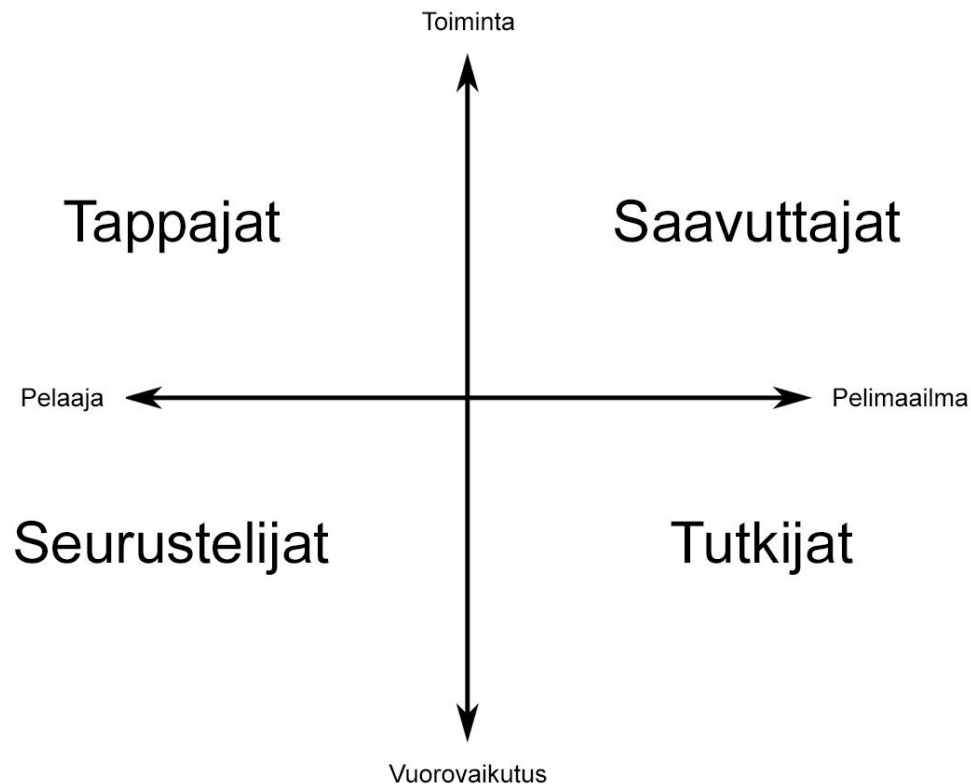 Toiminta
Tappajat
Saavuttajat
Pelaaja
Pelimaailma
Seurustelijat
Tutkijat
Vuorovaikutus